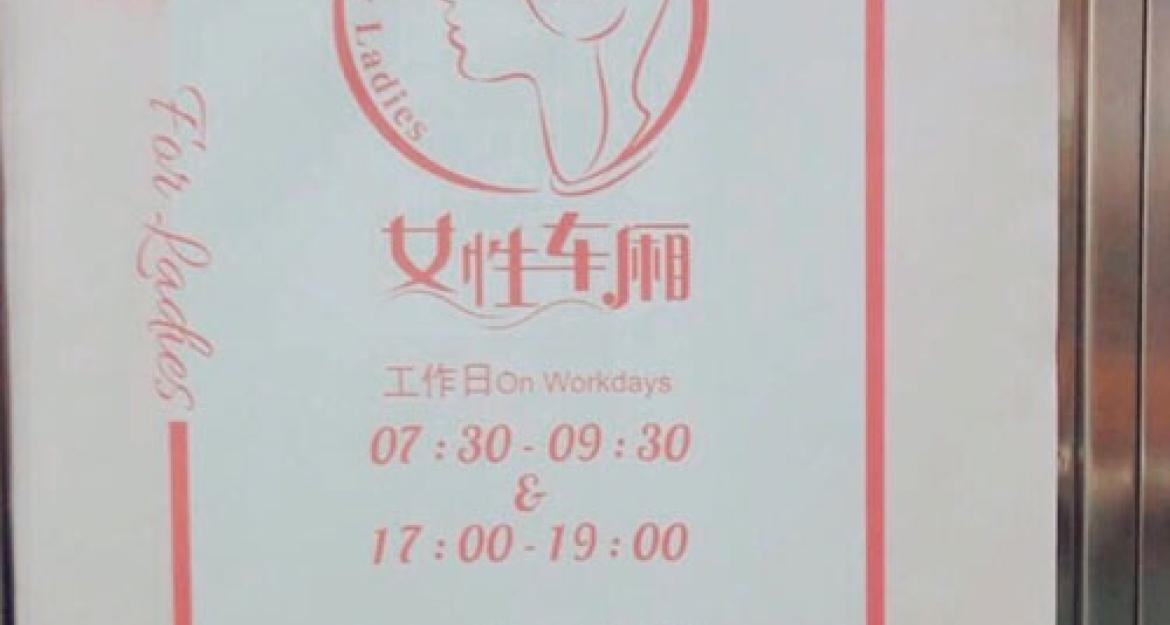 Ladies
For Ladies
女性车厢
工作日On Workdays
07:30-09:30
&
17:00-19:00